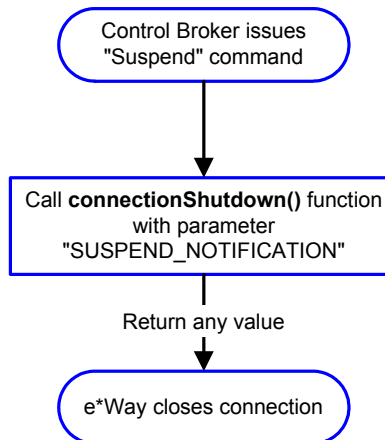 Control Broker issues
"Suspend" command
Call connectionShutdown() function
with parameter
"SUSPEND_NOTIFICATION"
Return any value
e*Way closes connection